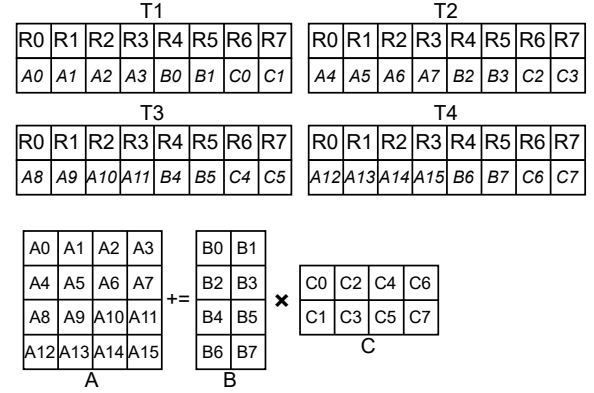 T1 T2
R0 R1 R2 R3 R4 R5 R6 R7 R0 R1 R2 R3 R4 R5 R6 R7
A0 A1 A2 A3 B0 B1 C0 C1 A4 A5 A6 A7 B2 B3 C2 C3
T3 T4
R0 R1 R2 R3 R4 R5 R6 R7 R0 R1 R2 R3 R4 R5 R6 R7
A8 A9 A10 A11 B4 B5 C4 C5 A12 A13 A14 A15 B6 B7 C6 C7
A0 A1 A2 A3 B0 B1
A4 A5 A6 A7 B2 B3 C0 C2 C4 C6
+= ×
A8 A9 A10 A11 B4 B5 C1 C3 C5 C7
A12 A13 A14 A15 B6 B7 C
A B